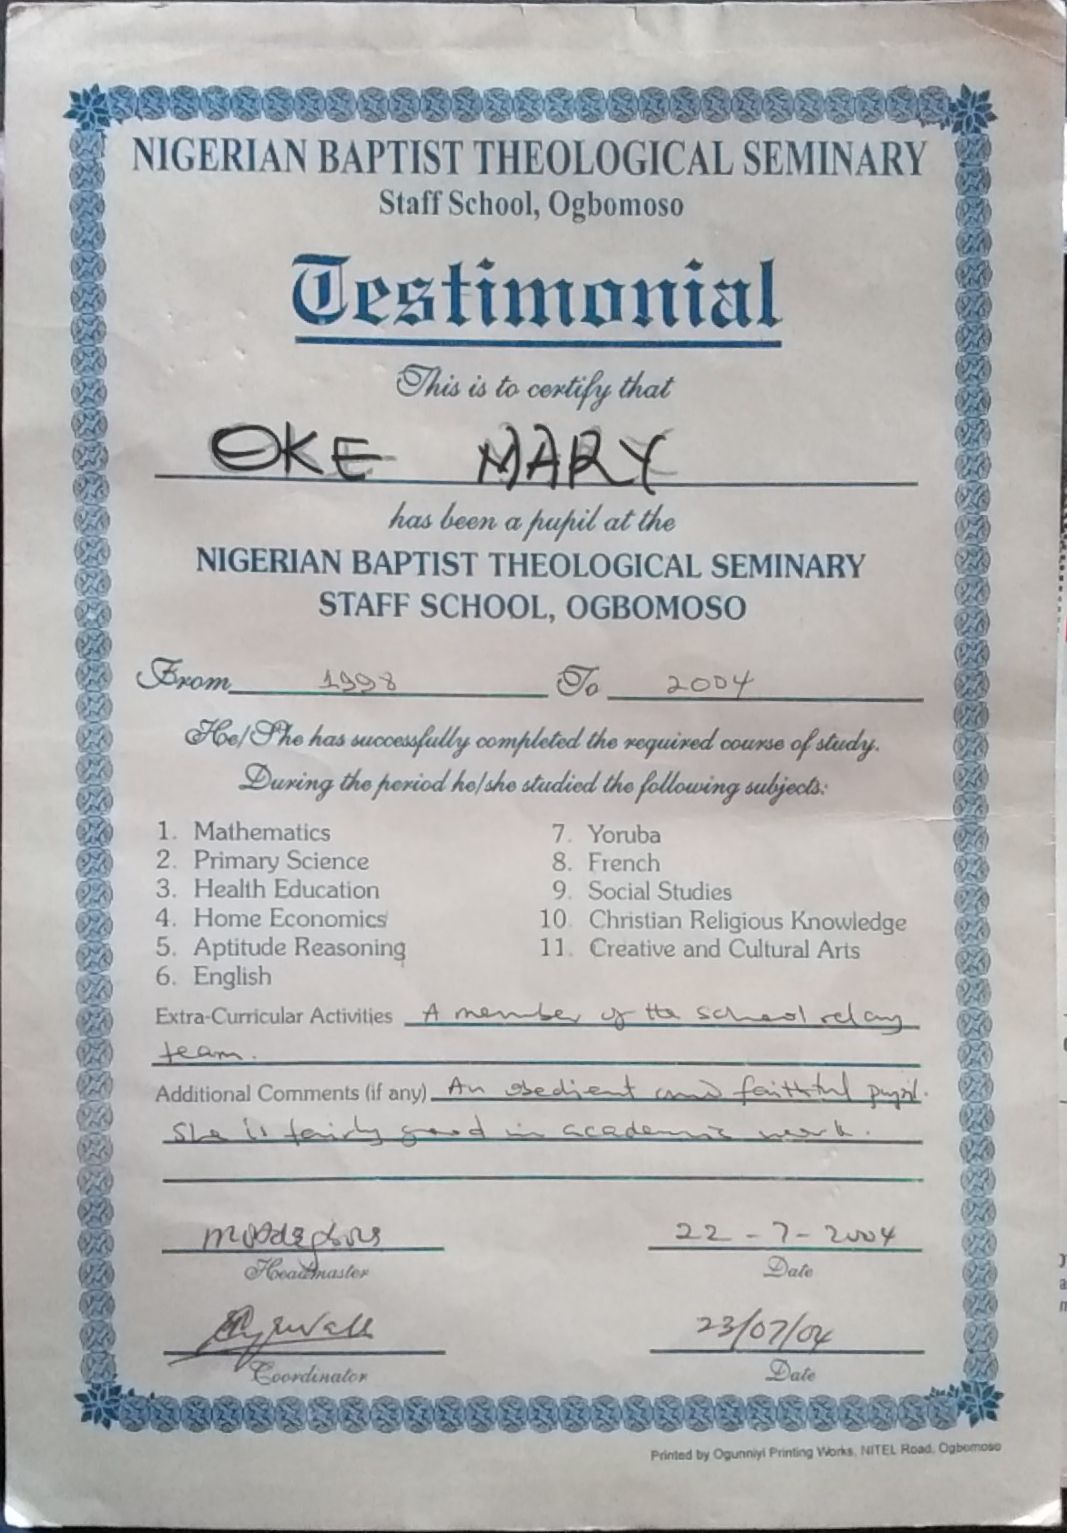 NIGERIAN BAPTIST THEOLOGICAL SEMINARY
Staff School, Ogbomoso
Testimonial
This is to certify that
OKE MARY
has been a pupil at the
NIGERIAN BAPTIST THEOLOGICAL SEMINARY
STAFF SCHOOL, OGBOMOSO
From 1998 To 2004
He/She has successfully completed the required course of study.
During the period he/she studied the following subjects:
1. Mathematics
2. Primary Science
3. Health Education
4. Home Economics
5. Aptitude Reasoning
6. English
7. Yoruba
8. French
9. Social Studies
10. Christian Religious Knowledge
11. Creative and Cultural Arts
Extra-Curricular Activities A member of the school relay
team.
Additional Comments (if any) An obedient and faithful pupil.
She is fairly good in academic work.
22-7-2004
Headmaster Date
23/07/04
Coordinator Date
Printed by Ogunniyi Printing Works, NITEL Road, Ogbomoso